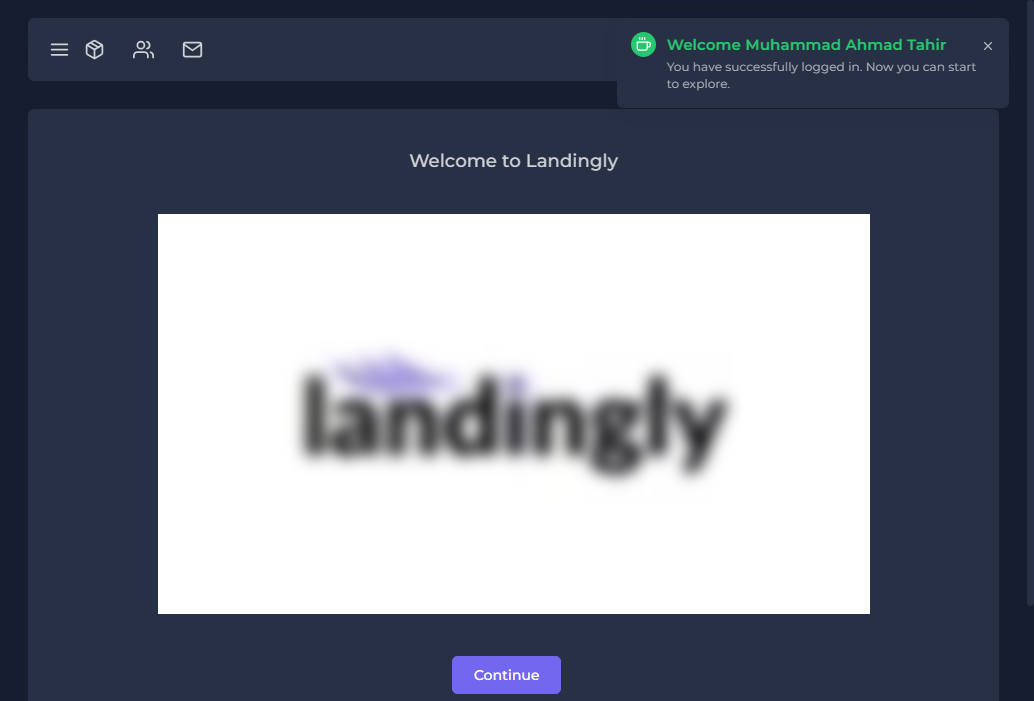 Welcome Muhammad Ahmad Tahir
You have successfully logged in. Now you can start
to explore.
Welcome to Landingly
landingly
Continue